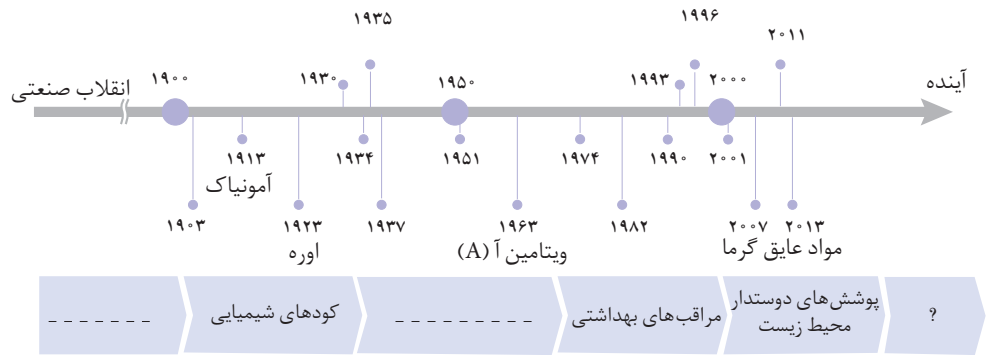 ۱۹۳۵
۱۹۹۶
۲۰۱۱
انقلاب صنعتی
۱۹۰۰
۱۹۳۰
۱۹۵۰
۱۹۹۳
۲۰۰۰
آینده
۱۹۱۳
آمونیاک
۱۹۳۴
۱۹۵۱
۱۹۷۴
۱۹۹۰
۲۰۰۱
۱۹۰۳
۱۹۲۳
اوره
۱۹۳۷
۱۹۶۳
ویتامین آ (A)
۱۹۸۲
۲۰۰۷
۲۰۱۳
مواد عایق گرما
_ _ _ _ _ _ _
کودهای شیمیایی
_ _ _ _ _ _ _ _ _
مراقب‌های بهداشتی
پوشش‌های دوستدار
محیط زیست
?